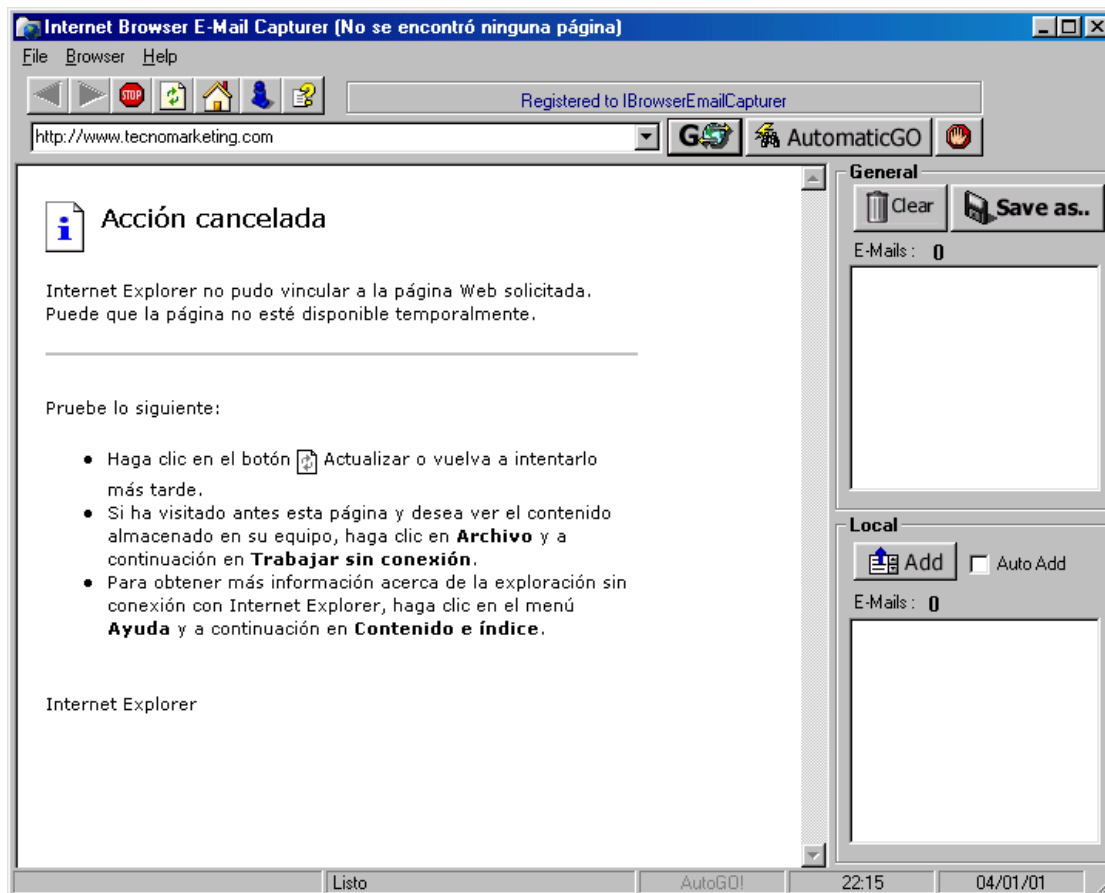 Internet Browser E-Mail Capturer (No se encontró ninguna página)
File Browser Help
STOP
Registered to IBrowserEmailCapturer
http://www.tecnomarketing.com
G
AutomaticGO
General
Clear
Save as..
E-Mails : 0
Acción cancelada
Internet Explorer no pudo vincular a la página Web solicitada.
Puede que la página no esté disponible temporalmente.
Pruebe lo siguiente:
Haga clic en el botón Actualizar o vuelva a intentarlo
más tarde.
Si ha visitado antes esta página y desea ver el contenido
almacenado en su equipo, haga clic en Archivo y a
continuación en Trabajar sin conexión.
Para obtener más información acerca de la exploración sin
conexión con Internet Explorer, haga clic en el menú
Ayuda y a continuación en Contenido e índice.
Internet Explorer
Local
Add
Auto Add
E-Mails : 0
Listo
AutoGO!
22:15
04/01/01